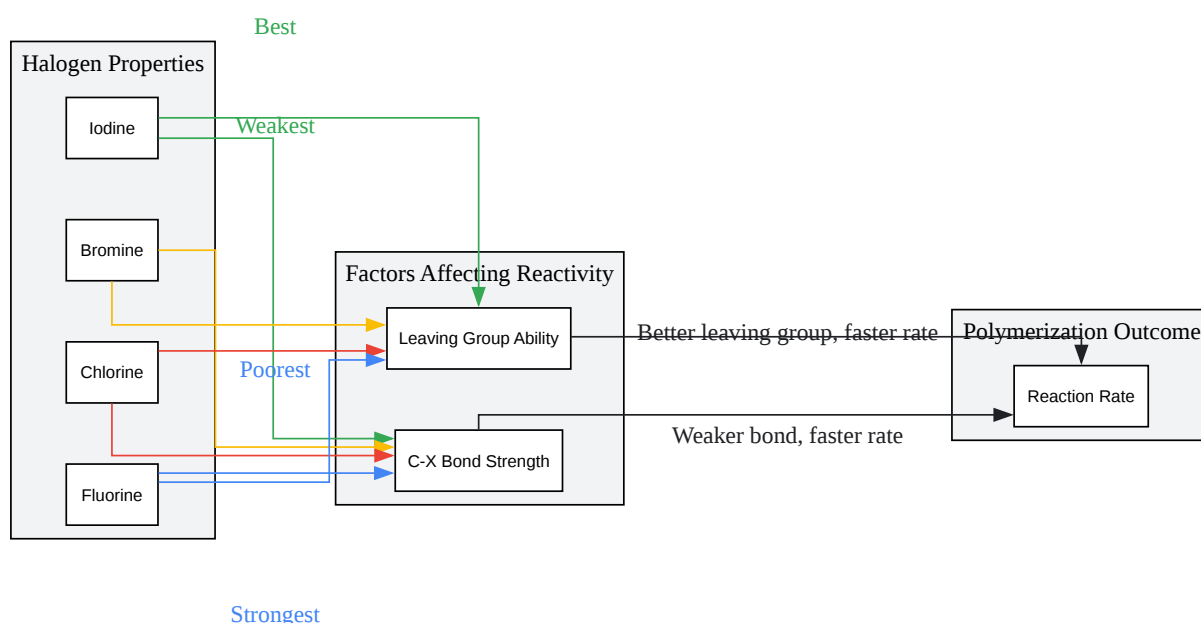 Best
Halogen Properties
Iodine
Weakest
Bromine
Factors Affecting Reactivity
Leaving Group Ability
Better leaving group, faster rate
Polymerization Outcome
Chlorine
Poorest
Reaction Rate
Weaker bond, faster rate
C-X Bond Strength
Fluorine
Strongest